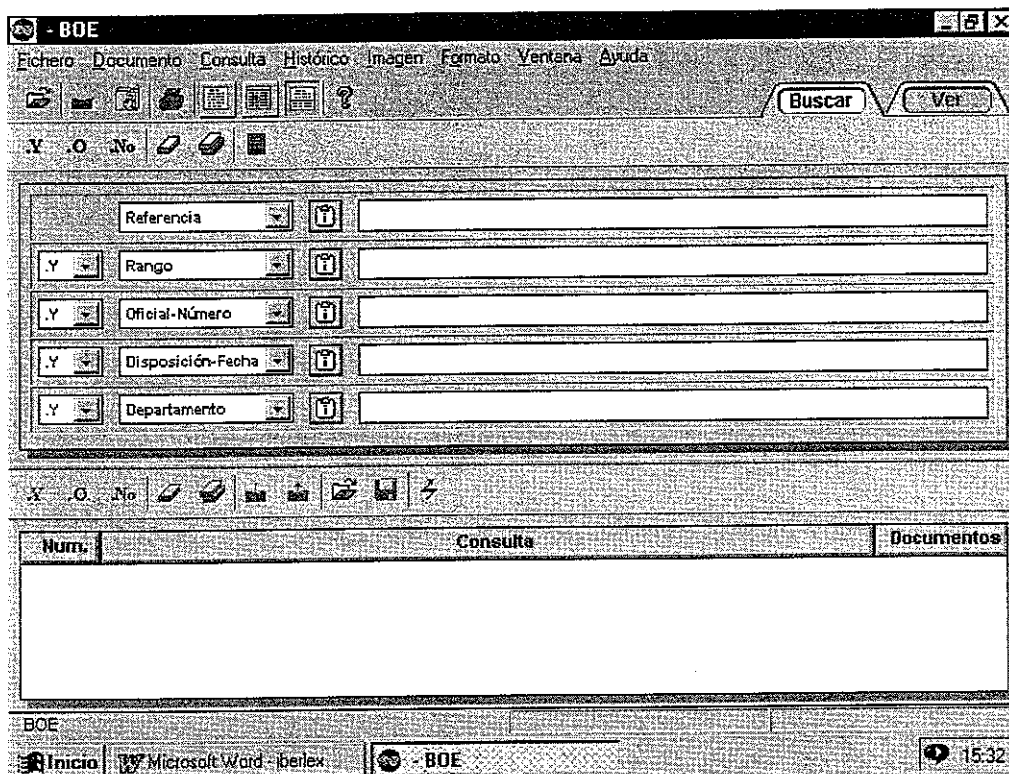 - BOE
Fichero Documento Consulta Histórico Imagen Formato Ventana Ayuda
Buscar Ver
.Y .O .No
Referencia
.Y Rango
.Y Oficial-Número
.Y Disposición-Fecha
.Y Departamento
.Y .O .No
Num. Consulta Documentos
BOE
Inicio Microsoft Word - iberlex - BOE 15:32